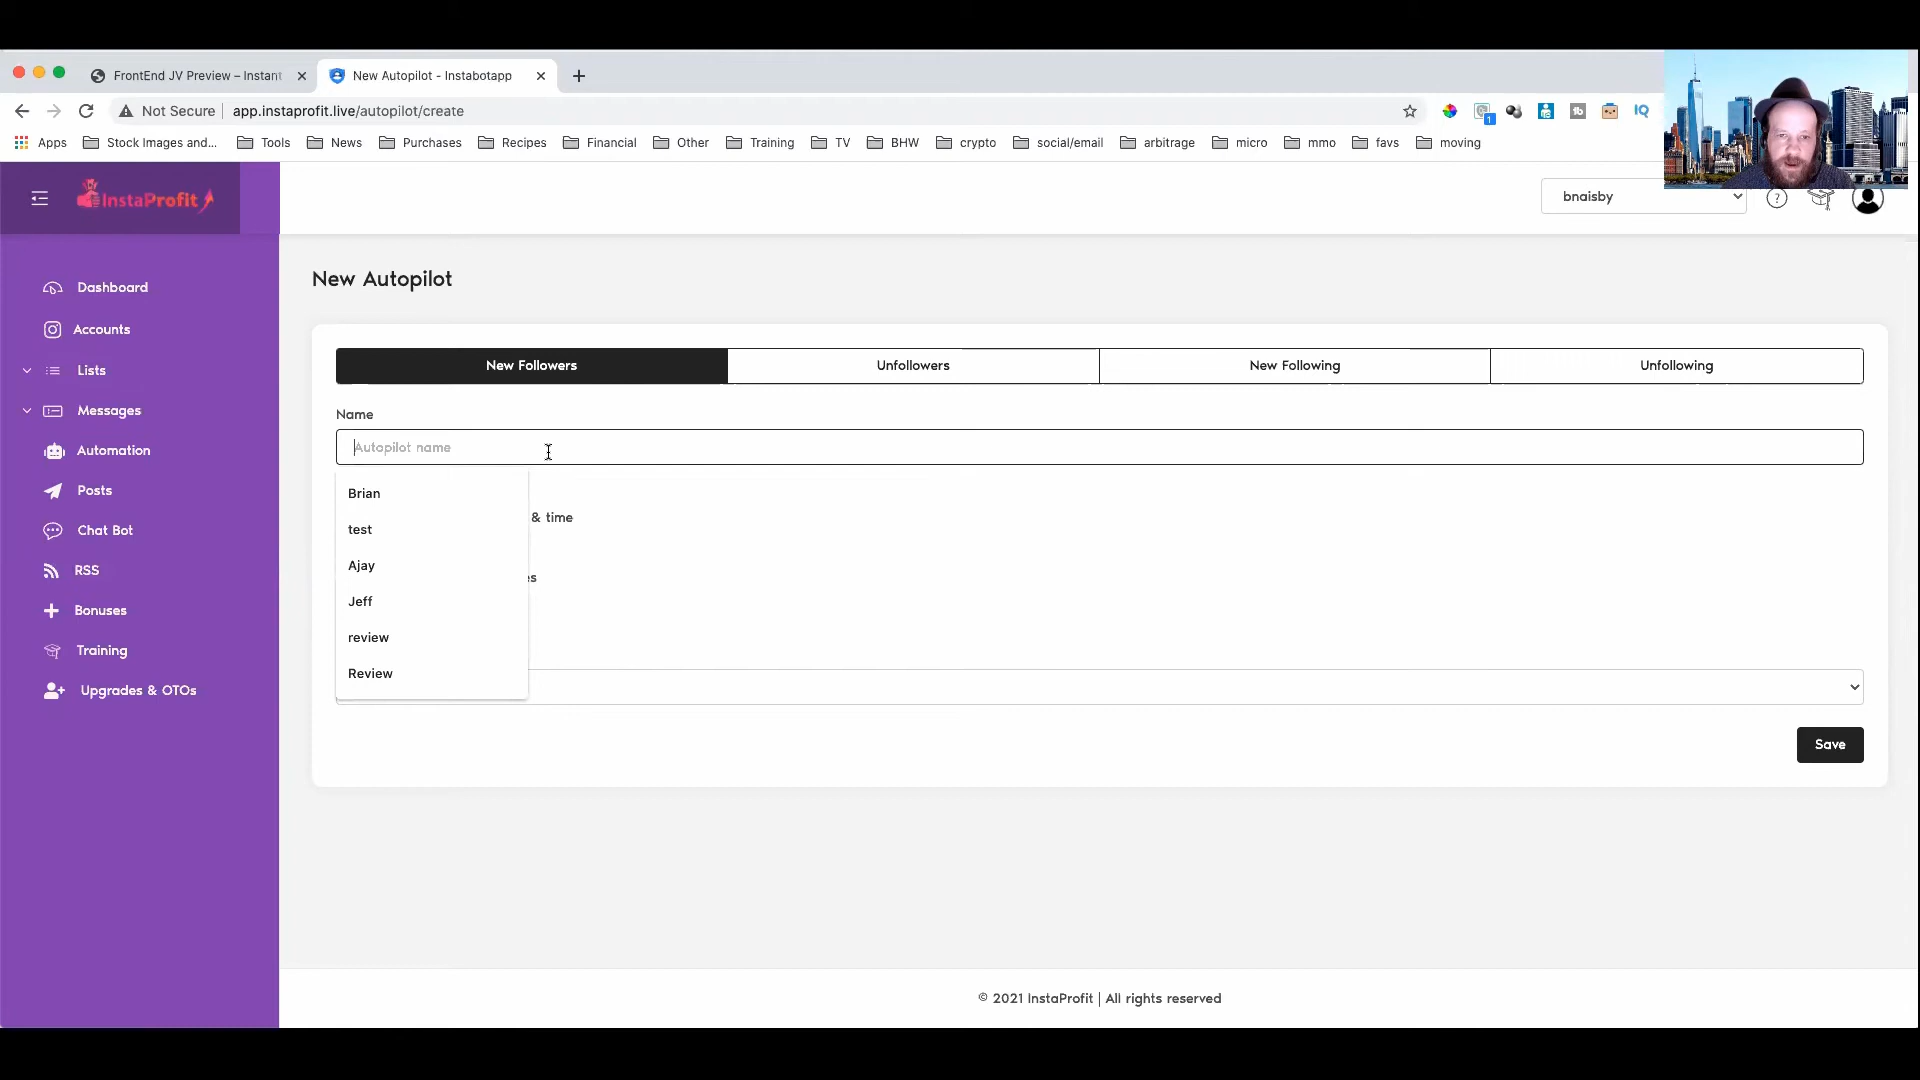 FrontEnd JV Preview – Instant
New Autopilot - Instabotapp
Not Secure
app.instaprofit.live/autopilot/create
Apps
Stock Images and...
Tools
News
Purchases
Recipes
Financial
Other
Training
TV
BHW
crypto
social/email
arbitrage
micro
mmo
favs
moving
InstaProfit
bnaisby
Dashboard
Accounts
Lists
Messages
Automation
Posts
Chat Bot
RSS
Bonuses
Training
Upgrades & OTOs
New Autopilot
New Followers
Unfollowers
New Following
Unfollowing
Name
Autopilot name
Brian
test
Ajay
Jeff
review
Review
& time
Save
© 2021 InstaProfit | All rights reserved